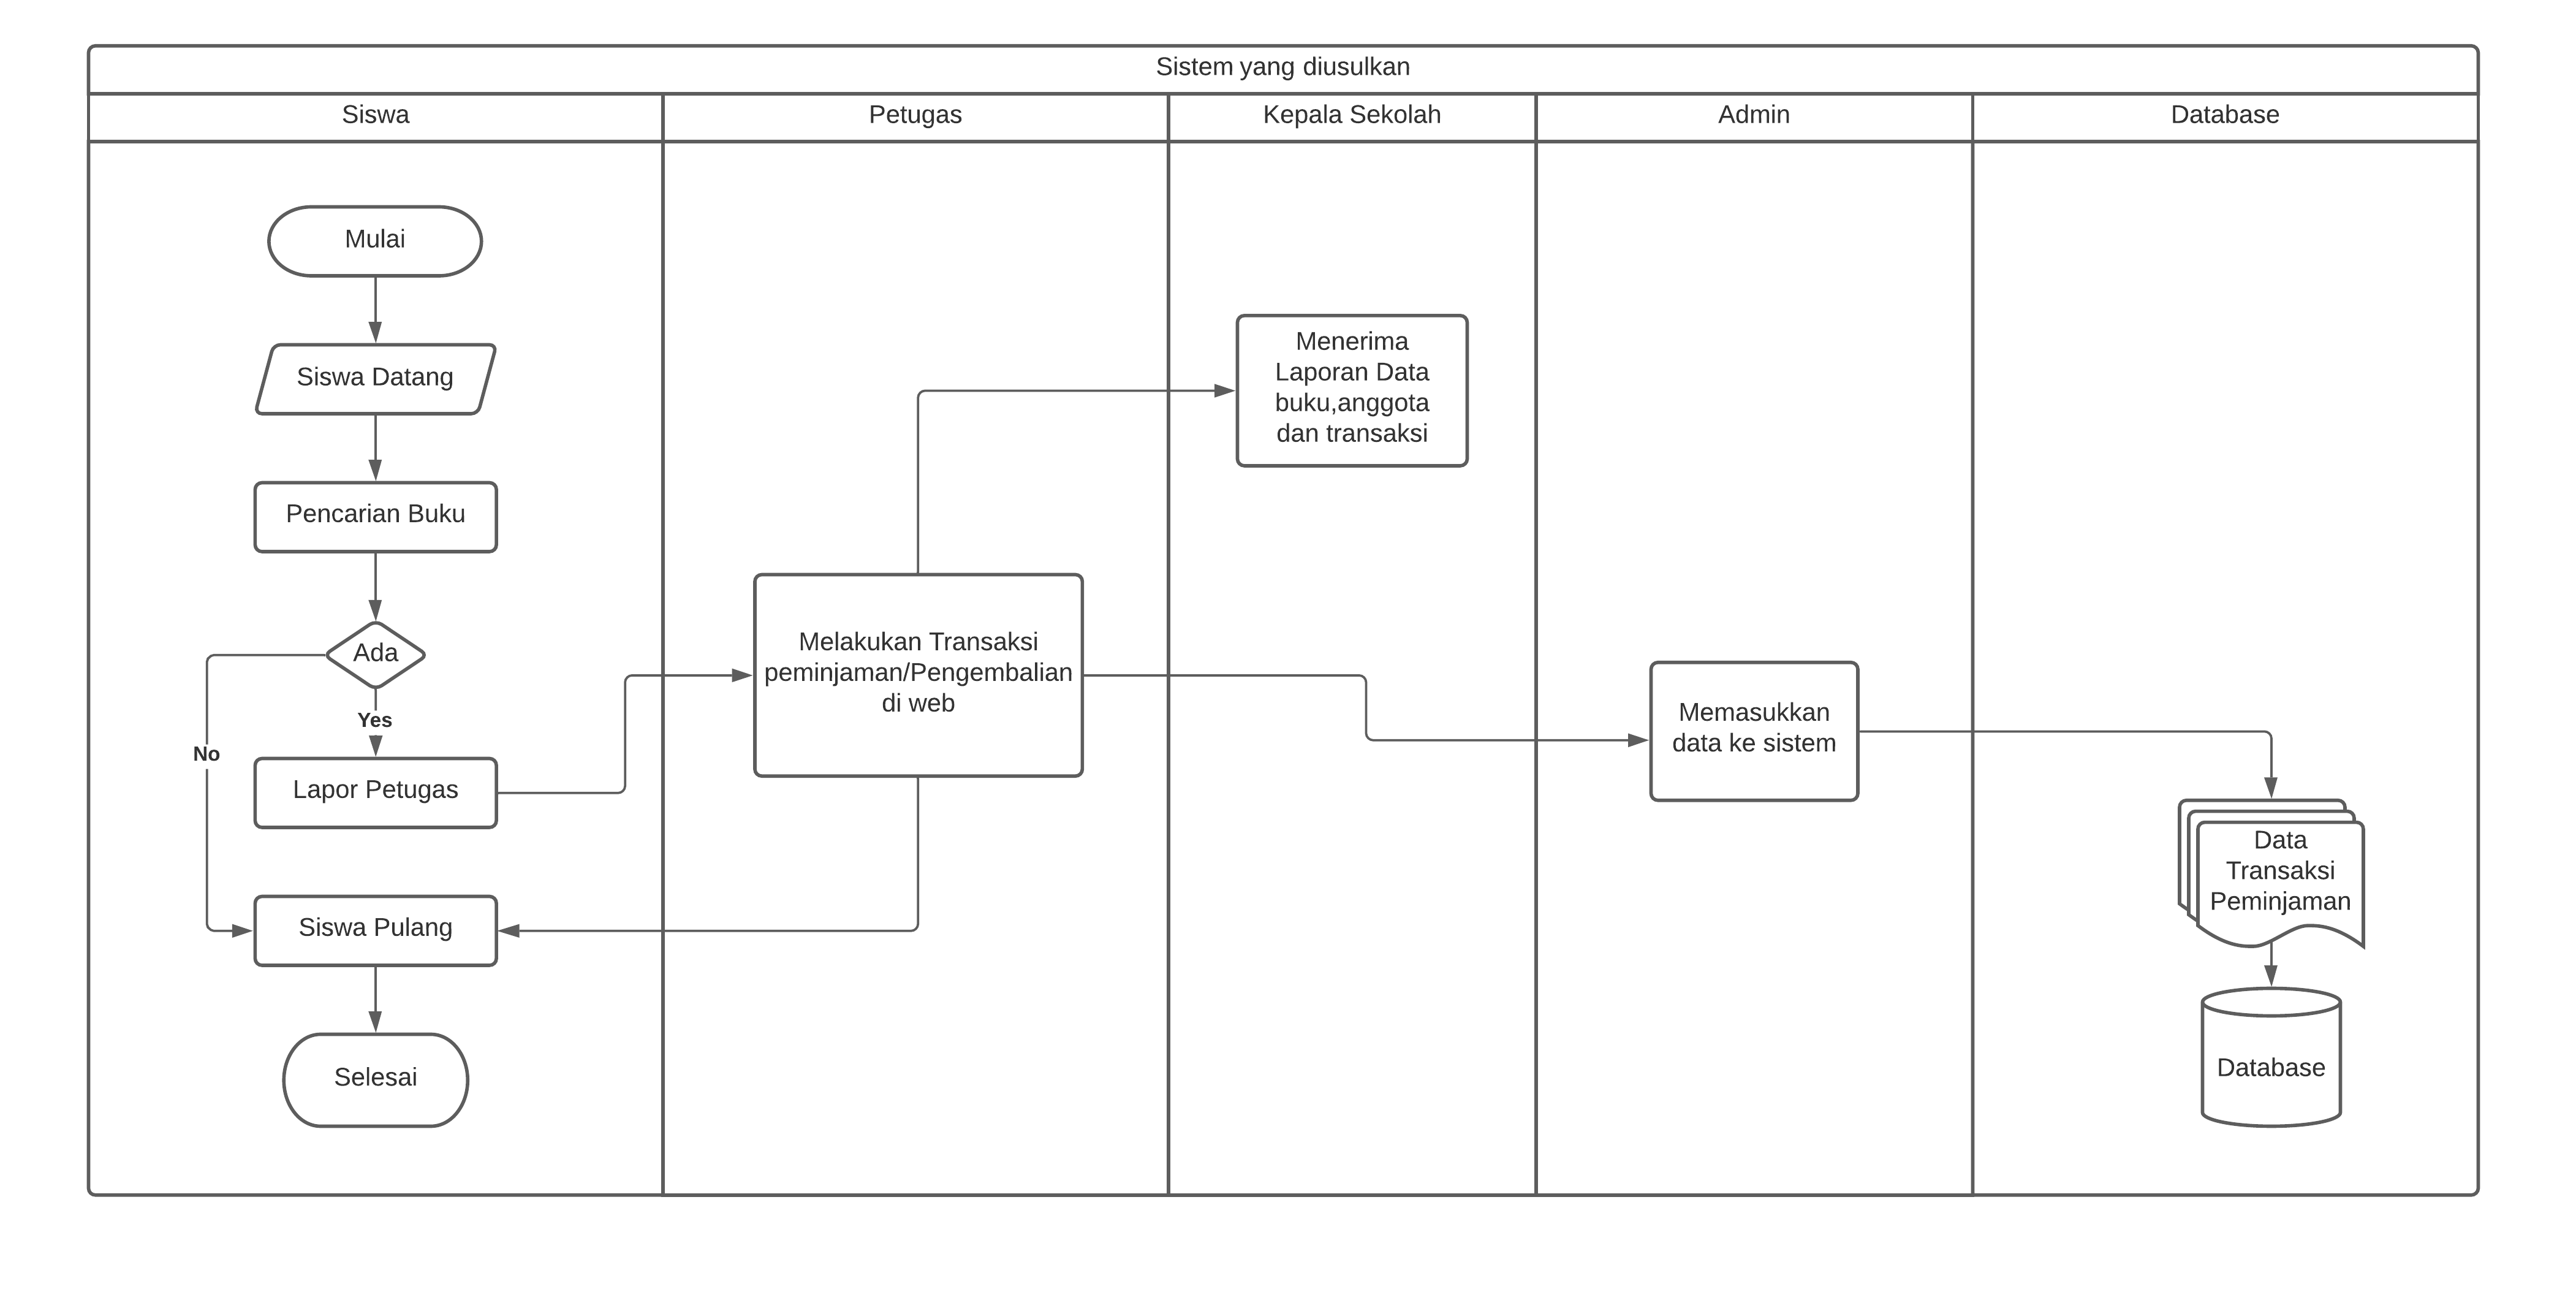 Sistem yang diusulkan
Siswa
Petugas
Kepala Sekolah
Admin
Database
Mulai
Siswa Datang
Pencarian Buku
Ada
Yes
No
Lapor Petugas
Siswa Pulang
Selesai
Melakukan Transaksi
peminjaman/Pengembalian
di web
Menerima
Laporan Data
buku,anggota
dan transaksi
Memasukkan
data ke sistem
Data
Transaksi
Peminjaman
Database